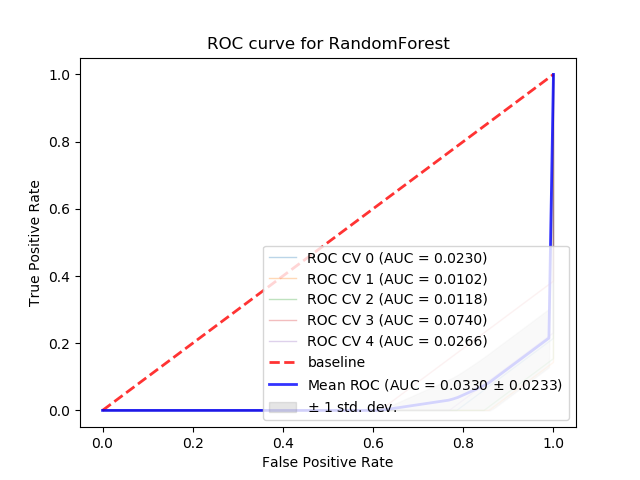 ROC curve for RandomForest
True Positive Rate
1.0
0.8
0.6
0.4
0.2
0.0
ROC CV 0 (AUC = 0.0230)
ROC CV 1 (AUC = 0.0102)
ROC CV 2 (AUC = 0.0118)
ROC CV 3 (AUC = 0.0740)
ROC CV 4 (AUC = 0.0266)
baseline
Mean ROC (AUC = 0.0330 ± 0.0233)
± 1 std. dev.
0.0 0.2 0.4 0.6 0.8 1.0
False Positive Rate